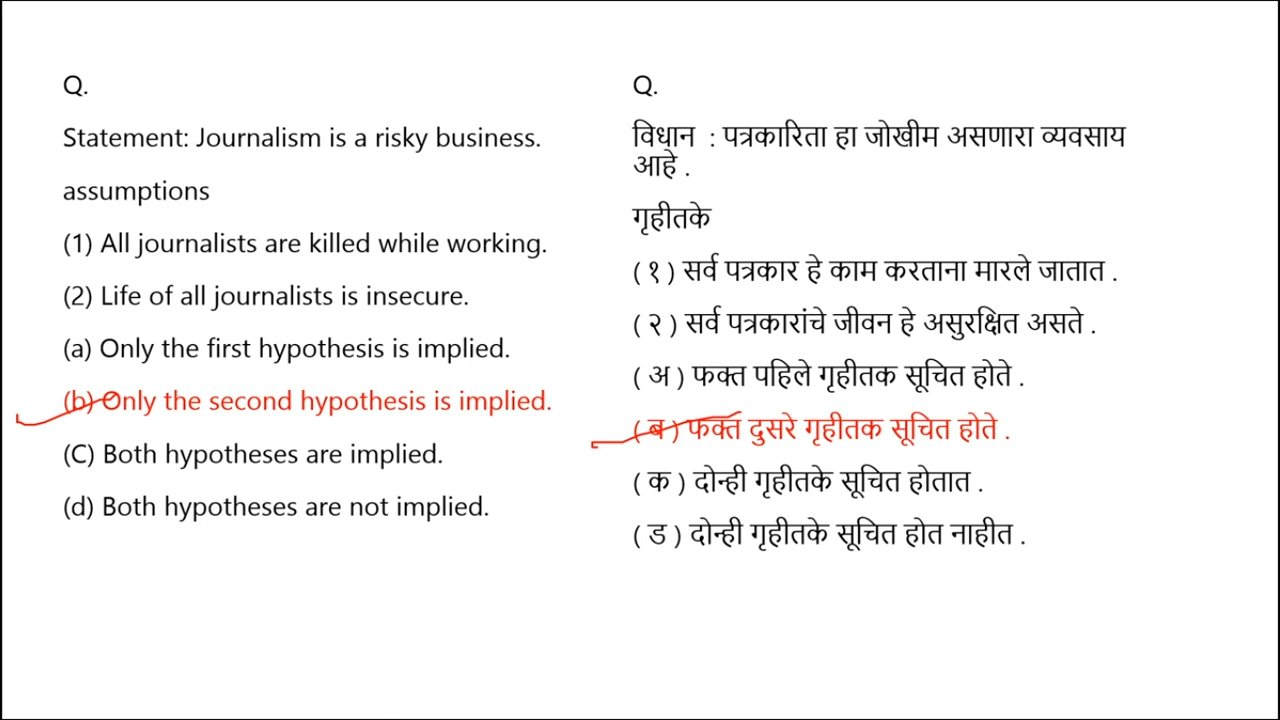 Q.
Statement: Journalism is a risky business.
assumptions
(1) All journalists are killed while working.
(2) Life of all journalists is insecure.
(a) Only the first hypothesis is implied.
(b) Only the second hypothesis is implied.
(C) Both hypotheses are implied.
(d) Both hypotheses are not implied.
Q.
विधान : पत्रकारिता हा जोखीम असणारा व्यवसाय
आहे .
गृहीतके
( १ ) सर्व पत्रकार हे काम करताना मारले जातात .
( २ ) सर्व पत्रकारांचे जीवन हे असुरक्षित असते .
( अ ) फक्त पहिले गृहीतक सूचित होते .
( ब ) फक्त दुसरे गृहीतक सूचित होते .
( क ) दोन्ही गृहीतके सूचित होतात .
( ड ) दोन्ही गृहीतके सूचित होत नाहीत .